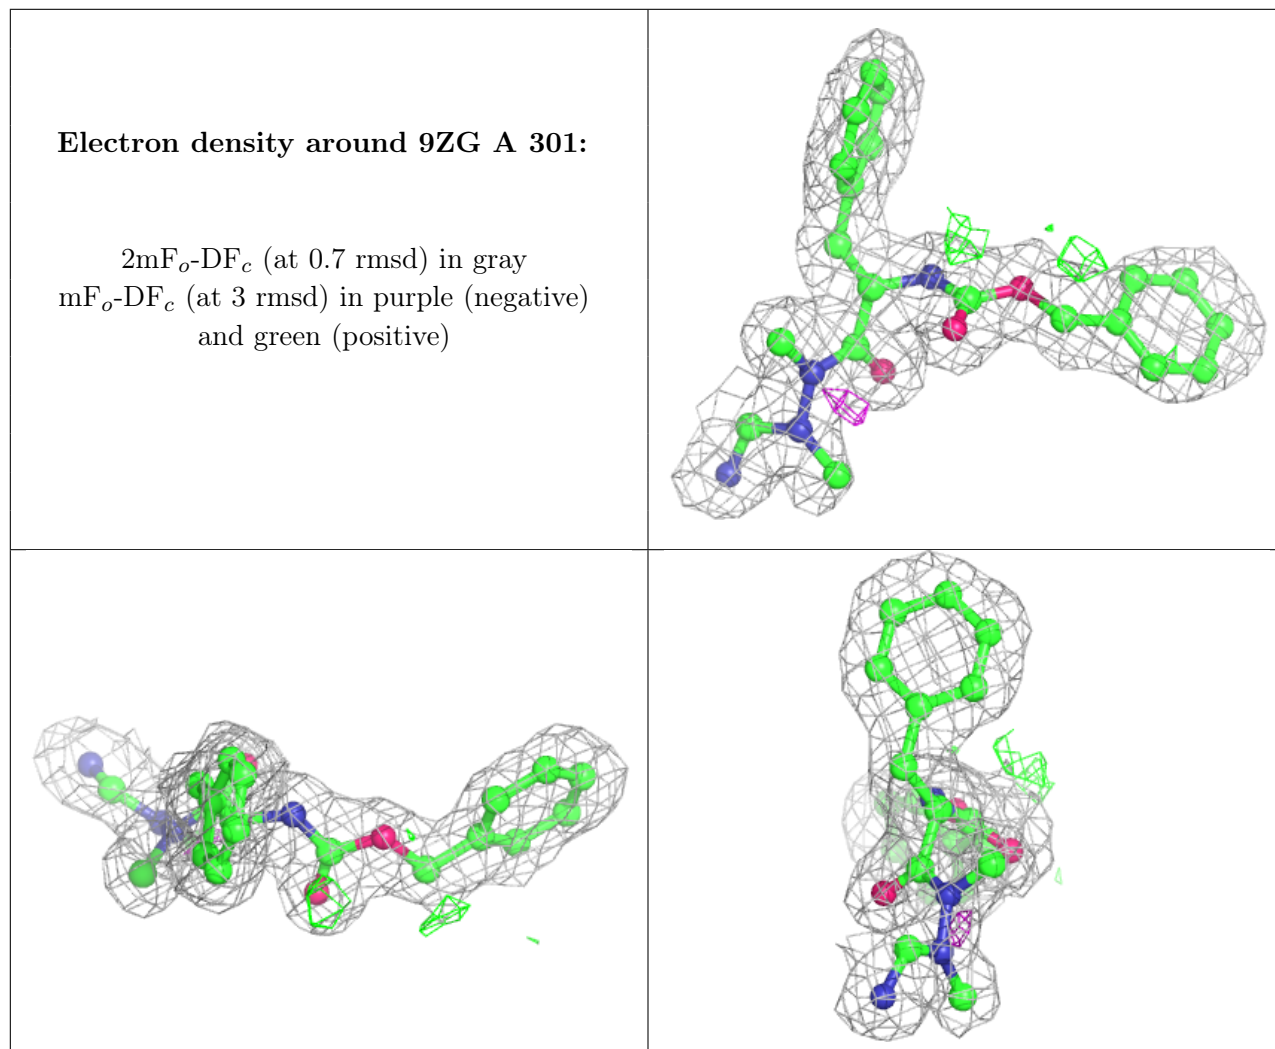 Electron density around 9ZG A 301:
2mFo-DFc (at 0.7 rmsd) in gray
mFo-DFc (at 3 rmsd) in purple (negative)
and green (positive)